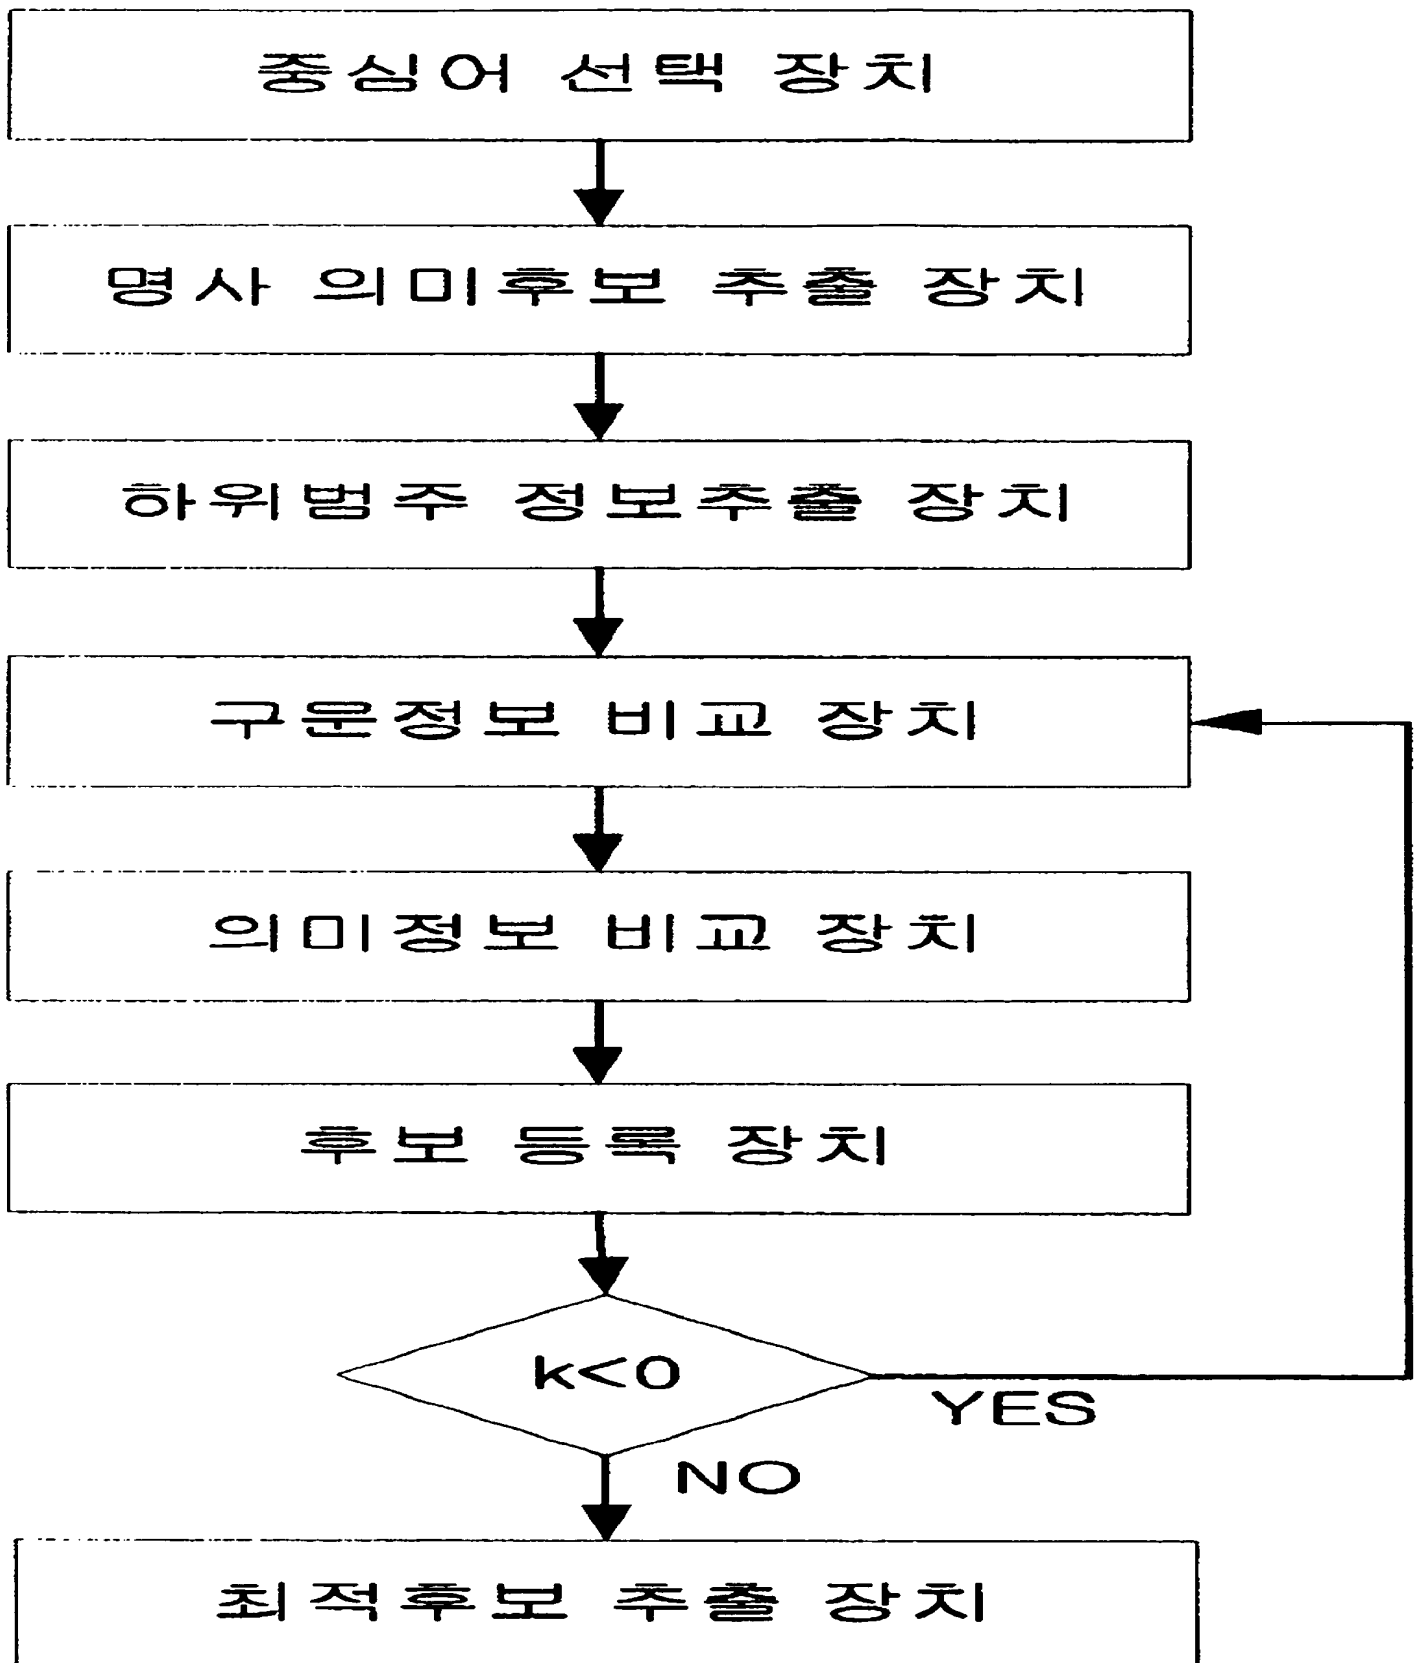 중심어 선택 장치
명사 의미후보 추출 장치
하위범주 정보추출 장치
구문정보 비교 장치
의미정보 비교 장치
후보 등록 장치
k<0
YES
NO
최적후보 추출 장치